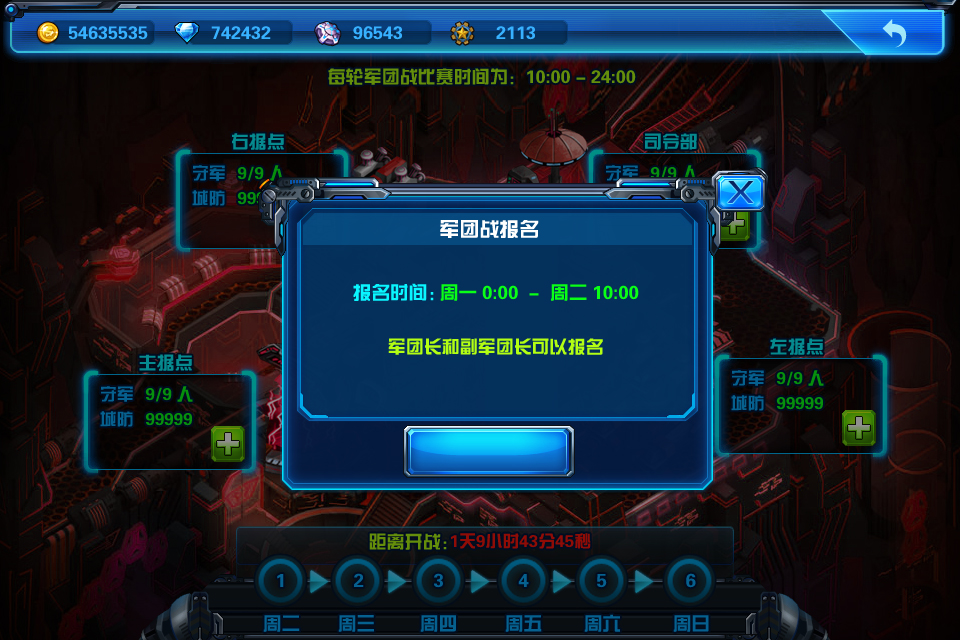 54635535 742432 96543 2113
每轮军团战比赛时间为：10:00 - 24:00
右据点 司令部
守军 9/9 人 守军 9/9 人
城防 99
军团战报名
报名时间：周一 0:00 - 周二 10:00
军团长和副军团长可以报名
主据点 左据点
守军 9/9 人 守军 9/9 人
城防 99999 城防 99999
距离开战：1天9小时43分45秒
1 2 3 4 5 6
周二 周三 周四 周五 周六 周日